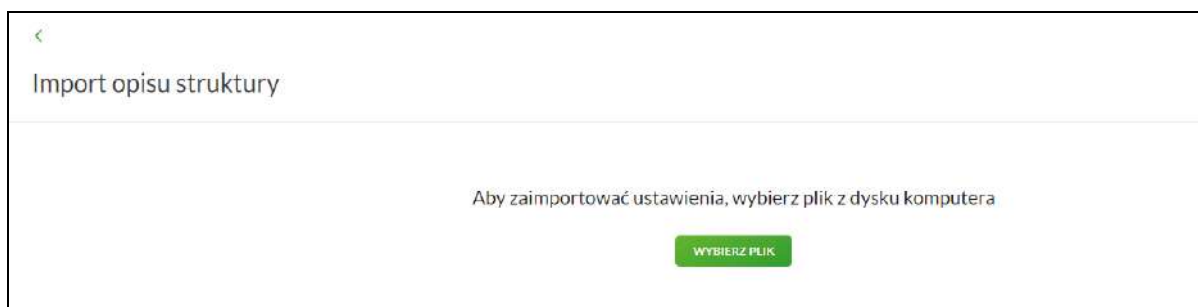 Import opisu struktury
Aby zaimportować ustawienia, wybierz plik z dysku komputera
WYBIERZ PLIK